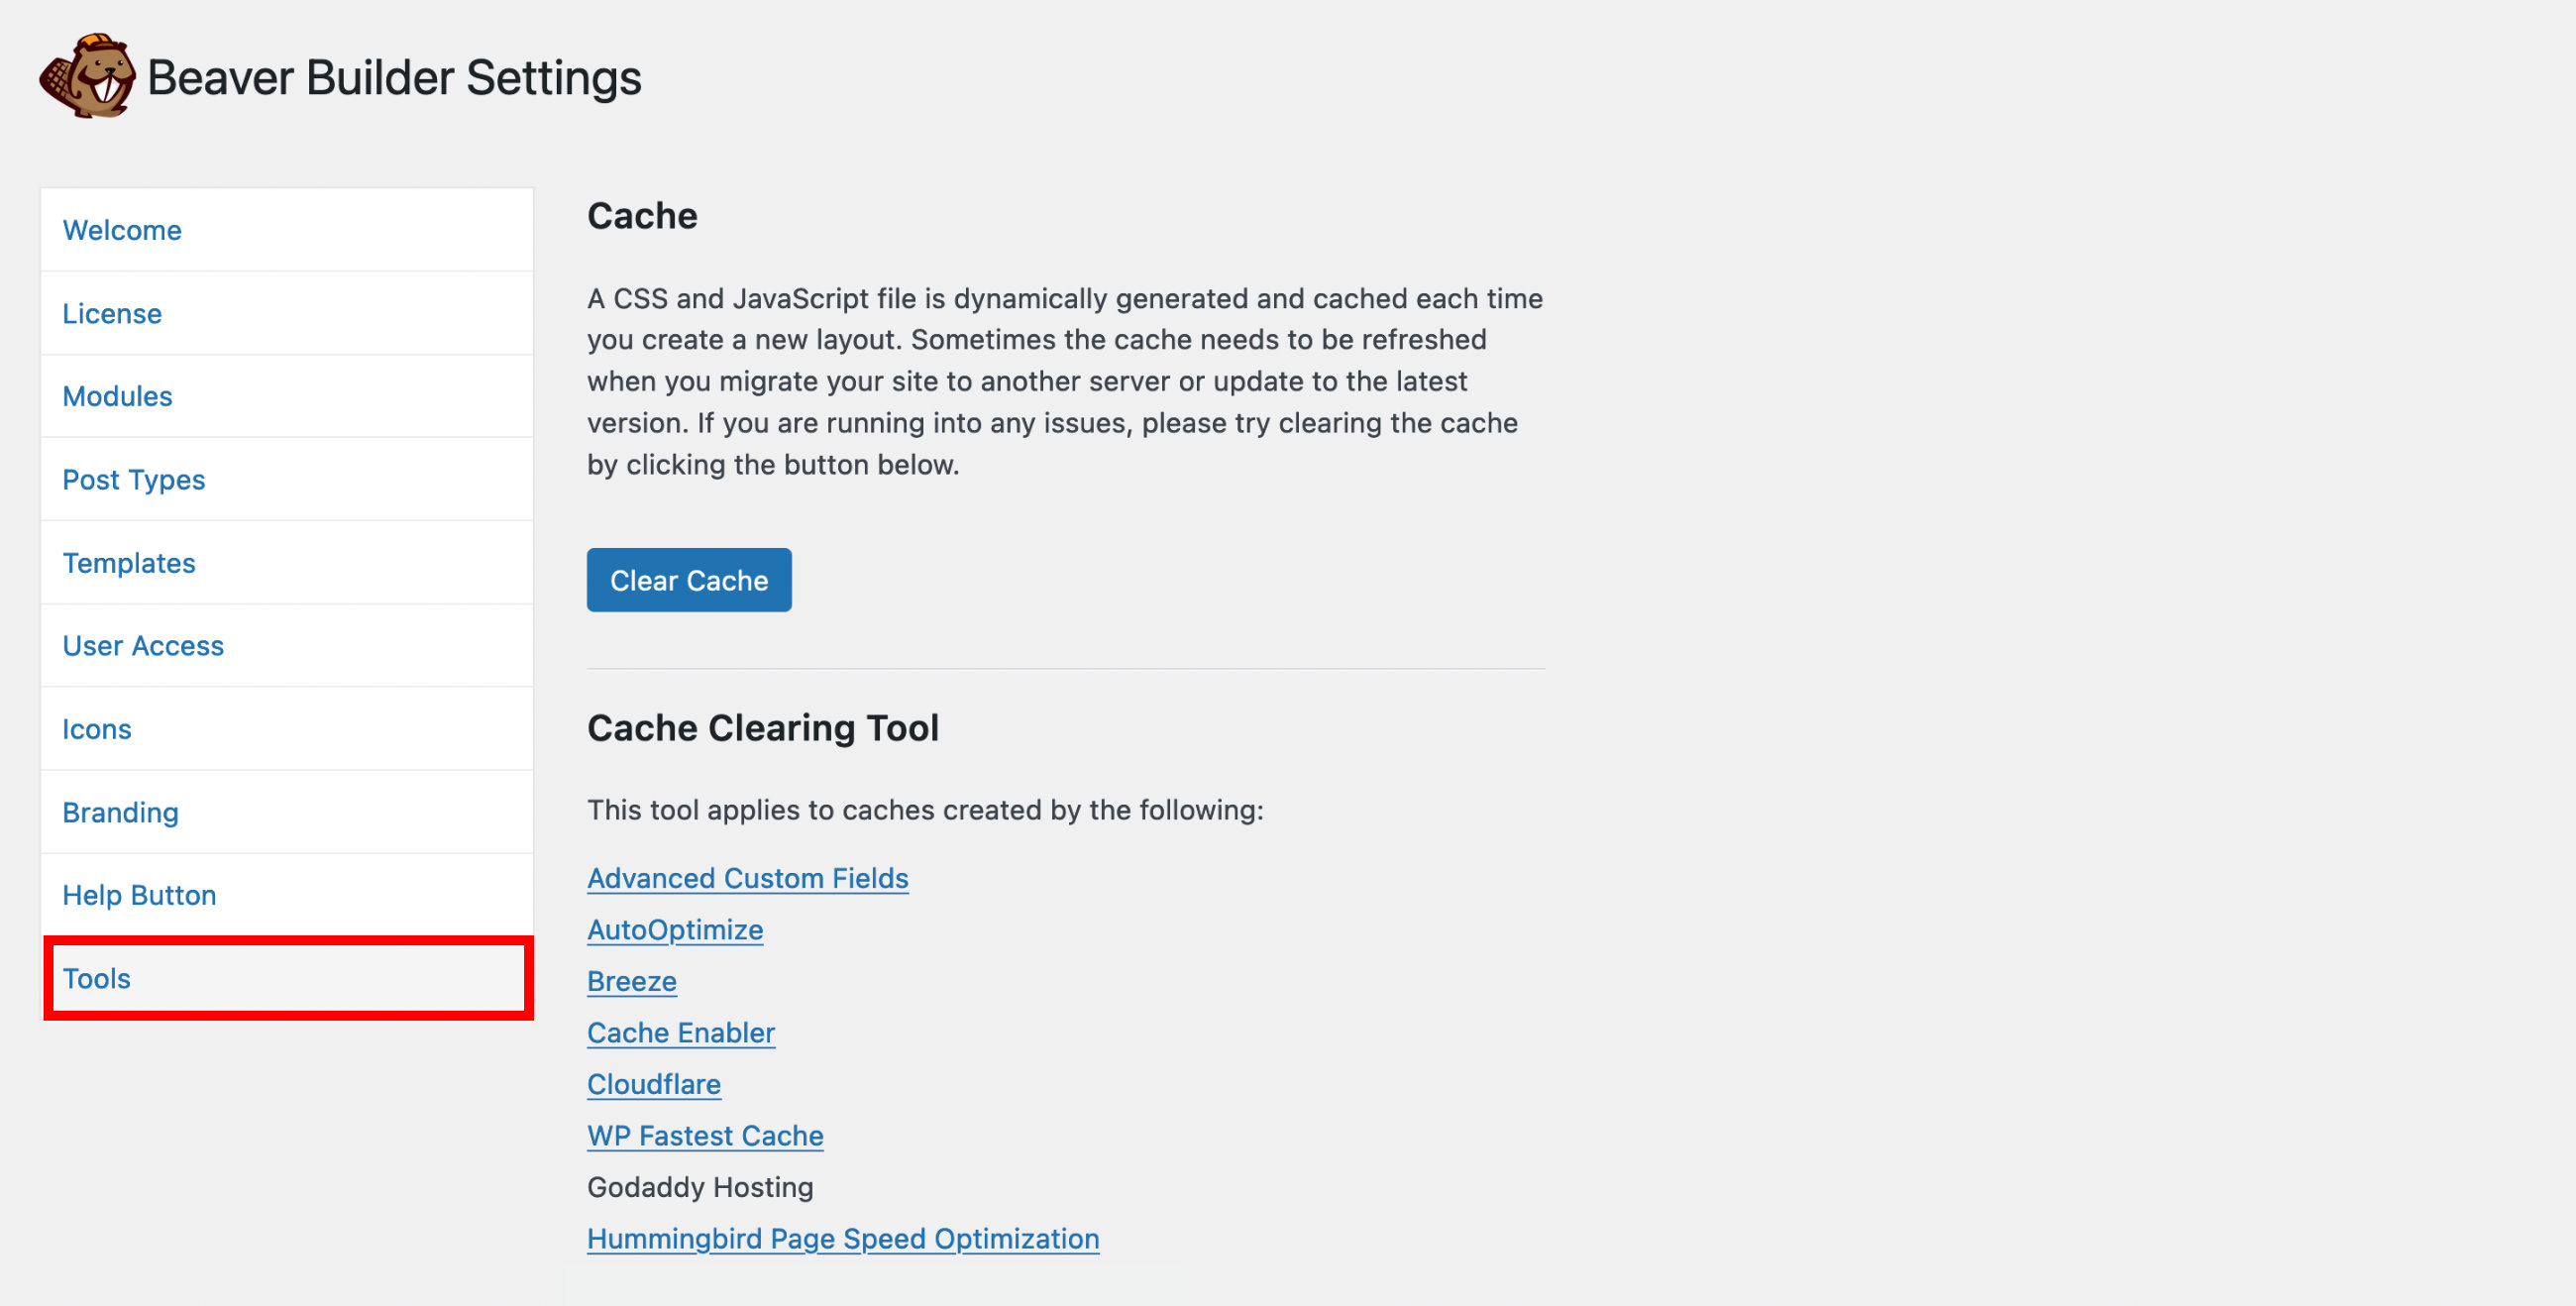 Beaver Builder Settings
Welcome
License
Modules
Post Types
Templates
User Access
Icons
Branding
Help Button
Tools
Cache
A CSS and JavaScript file is dynamically generated and cached each time
you create a new layout. Sometimes the cache needs to be refreshed
when you migrate your site to another server or update to the latest
version. If you are running into any issues, please try clearing the cache
by clicking the button below.
Clear Cache
Cache Clearing Tool
This tool applies to caches created by the following:
Advanced Custom Fields
AutoOptimize
Breeze
Cache Enabler
Cloudflare
WP Fastest Cache
Godaddy Hosting
Hummingbird Page Speed Optimization